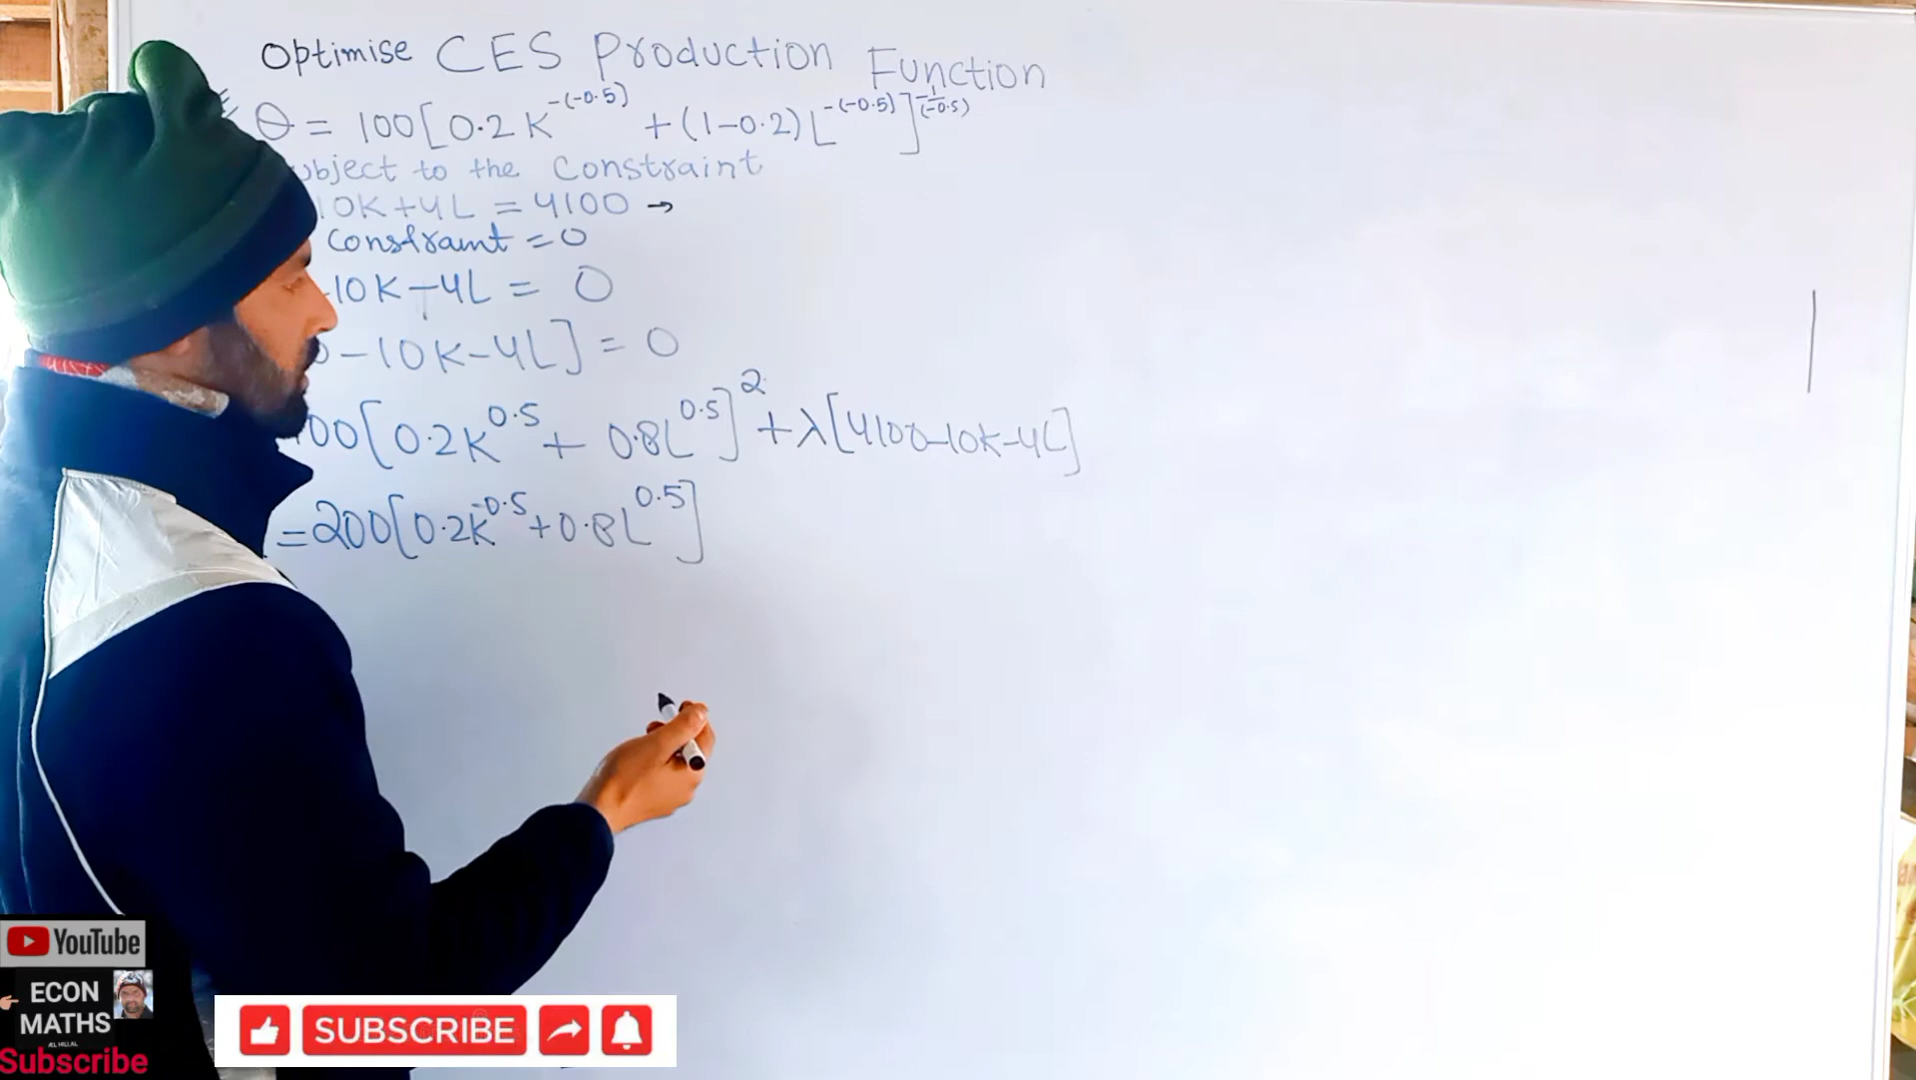 Optimise CES Production Function
Q = 100[0.2K^-(-0.5) + (1-0.2)L^-(-0.5)]^-1/(-0.5)
bject to the Constraint
10K+4L = 4100 →
Constraint = 0
-10K-4L = 0
0-10K-4L] = 0
100[0.2K^0.5 + 0.8L^0.5]^2 + λ[4100-10K-4L]
=200[0.2K^-0.5+0.8L^0.5]
YouTube
ECON
MATHS
Subscribe
SUBSCRIBE